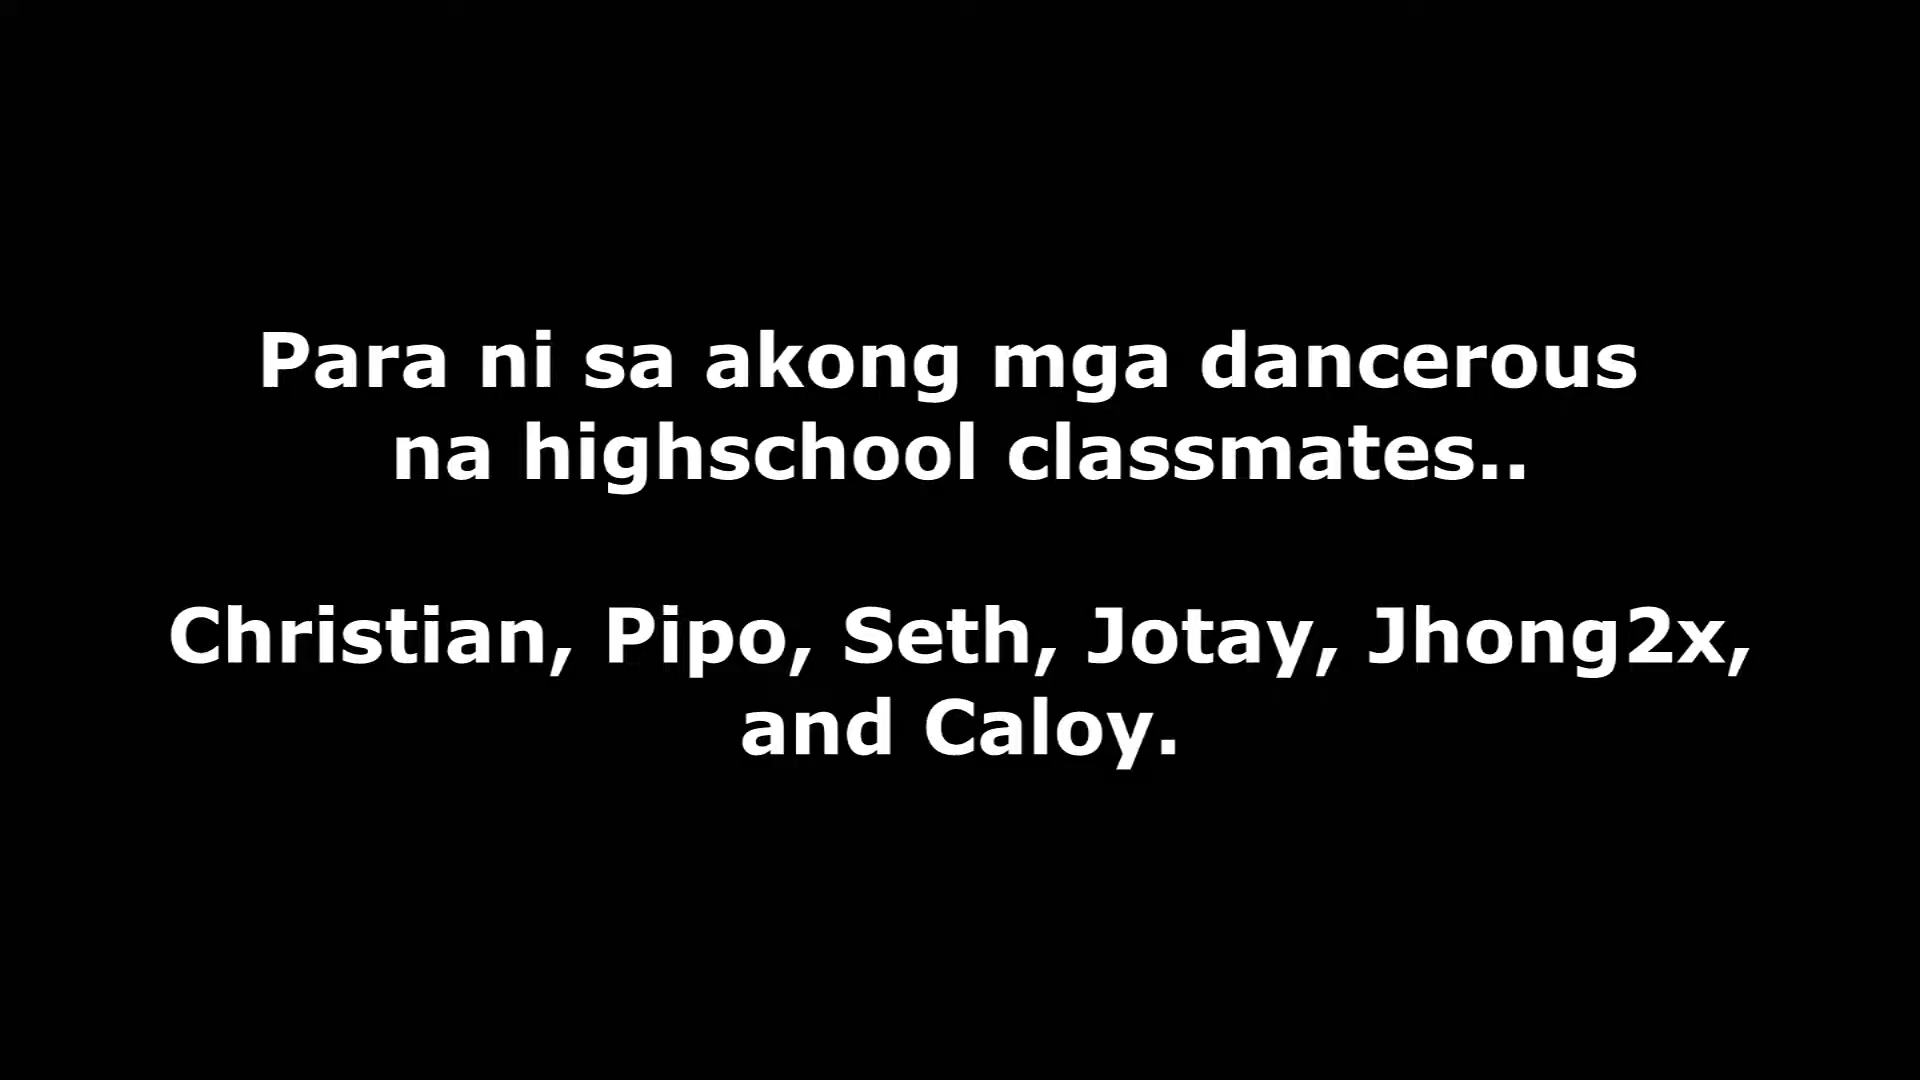 Para ni sa akong mga dancerous
na highschool classmates..
Christian, Pipo, Seth, Jotay, Jhong2x,
and Caloy.